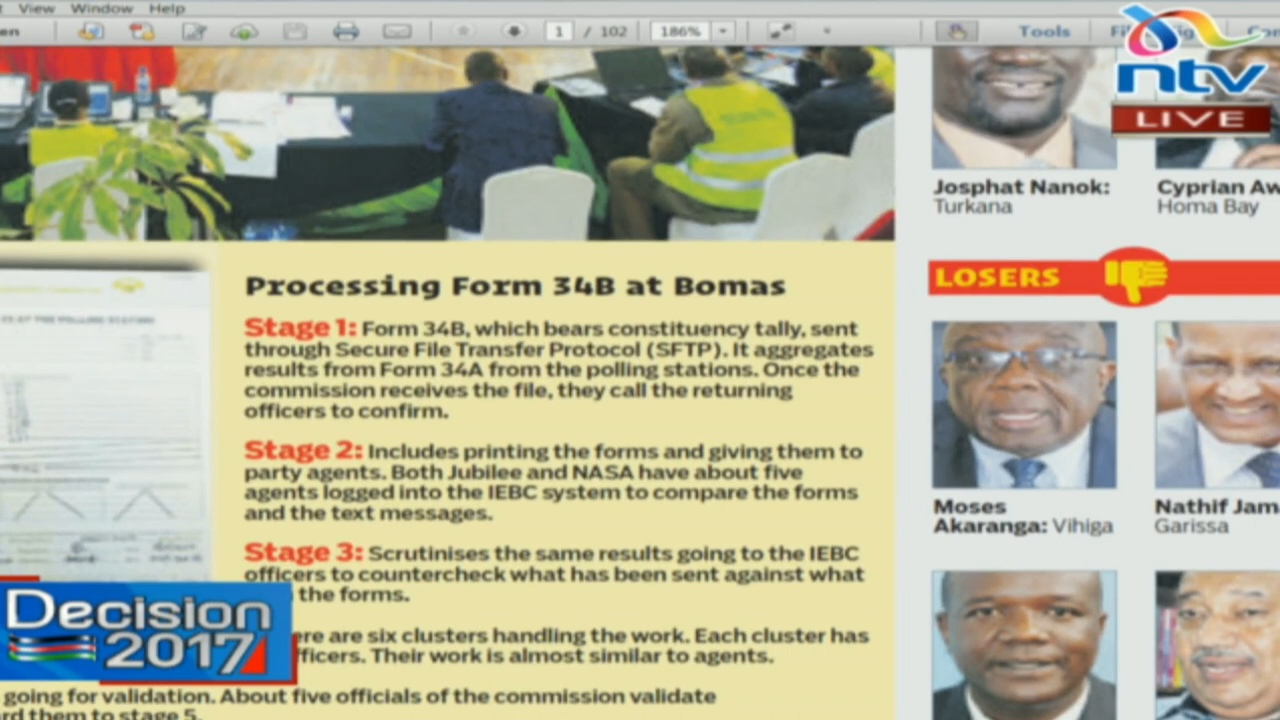 View Window Help
1 / 102
186%
Tools
ntv
LIVE
Josphat Nanok:
Turkana
Cyprian Aw
Homa Bay
LOSERS
Moses
Akaranga: Vihiga
Nathif Jam
Garissa
Processing Form 34B at Bomas
Stage 1: Form 34B, which bears constituency tally, sent
through Secure File Transfer Protocol (SFTP). It aggregates
results from Form 34A from the polling stations. Once the
commission receives the file, they call the returning
officers to confirm.
Stage 2: Includes printing the forms and giving them to
party agents. Both Jubilee and NASA have about five
agents logged into the IEBC system to compare the forms
and the text messages.
Stage 3: Scrutinises the same results going to the IEBC
officers to countercheck what has been sent against what
the forms.
ere are six clusters handling the work. Each cluster has
fficers. Their work is almost similar to agents.
going for validation. About five officials of the commission validate
rd them to stage 5.
Decision
2017